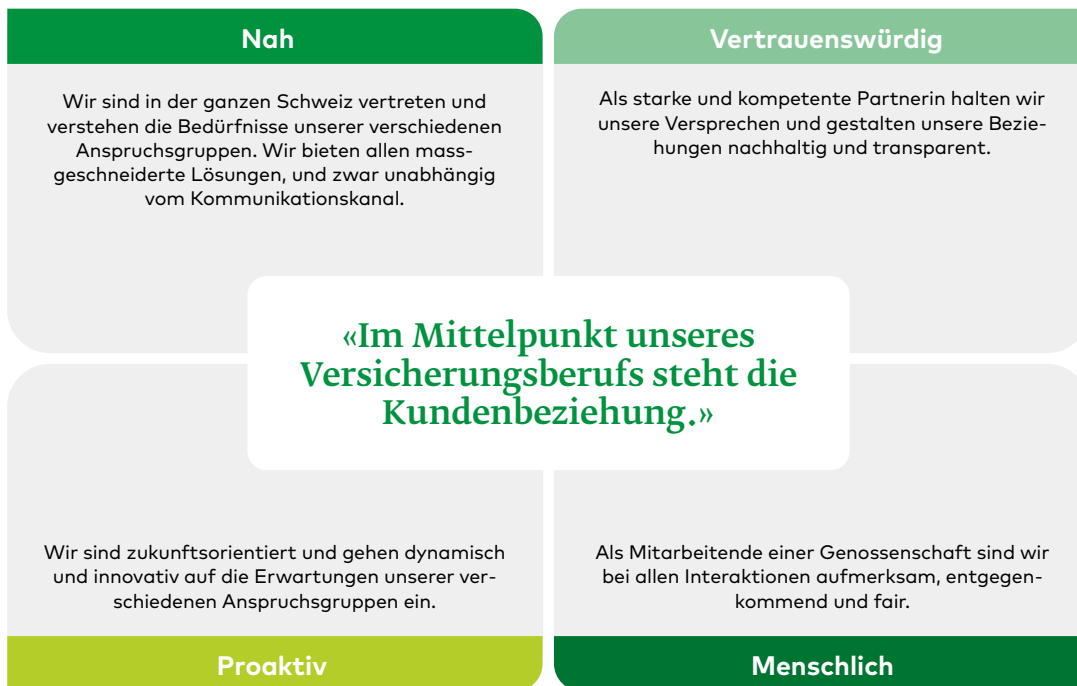 Nah
Wir sind in der ganzen Schweiz vertreten und
verstehen die Bedürfnisse unserer verschiedenen
Anspruchsgruppen. Wir bieten allen mass-
geschneiderte Lösungen, und zwar unabhängig
vom Kommunikationskanal.
Vertrauenswürdig
Als starke und kompetente Partnerin halten wir
unsere Versprechen und gestalten unsere Bezie-
hungen nachhaltig und transparent.
«Im Mittelpunkt unseres
Versicherungsberufs steht die
Kundenbeziehung.»
Wir sind zukunftsorientiert und gehen dynamisch
und innovativ auf die Erwartungen unserer ver-
schiedenen Anspruchsgruppen ein.
Proaktiv
Als Mitarbeitende einer Genossenschaft sind wir
bei allen Interaktionen aufmerksam, entgegen-
kommend und fair.
Menschlich